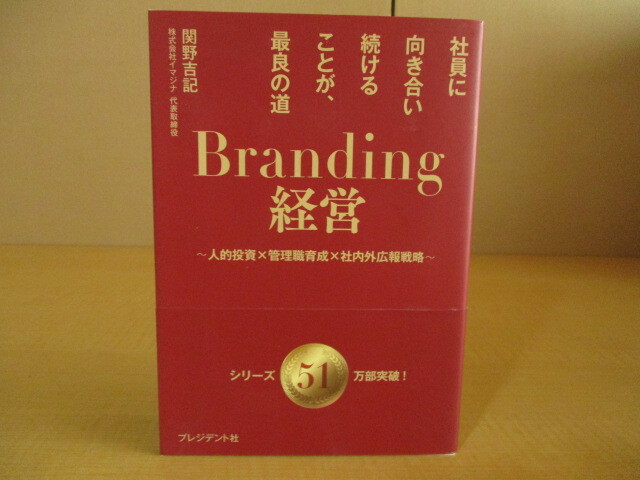 社員に
向き合い
続ける
ことが、
最良の道
関野吉記
株式会社イマジナ 代表取締役
Branding
経営
〜人的投資×管理職育成×社内外広報戦略〜
シリーズ 51 万部突破!
プレジデント社